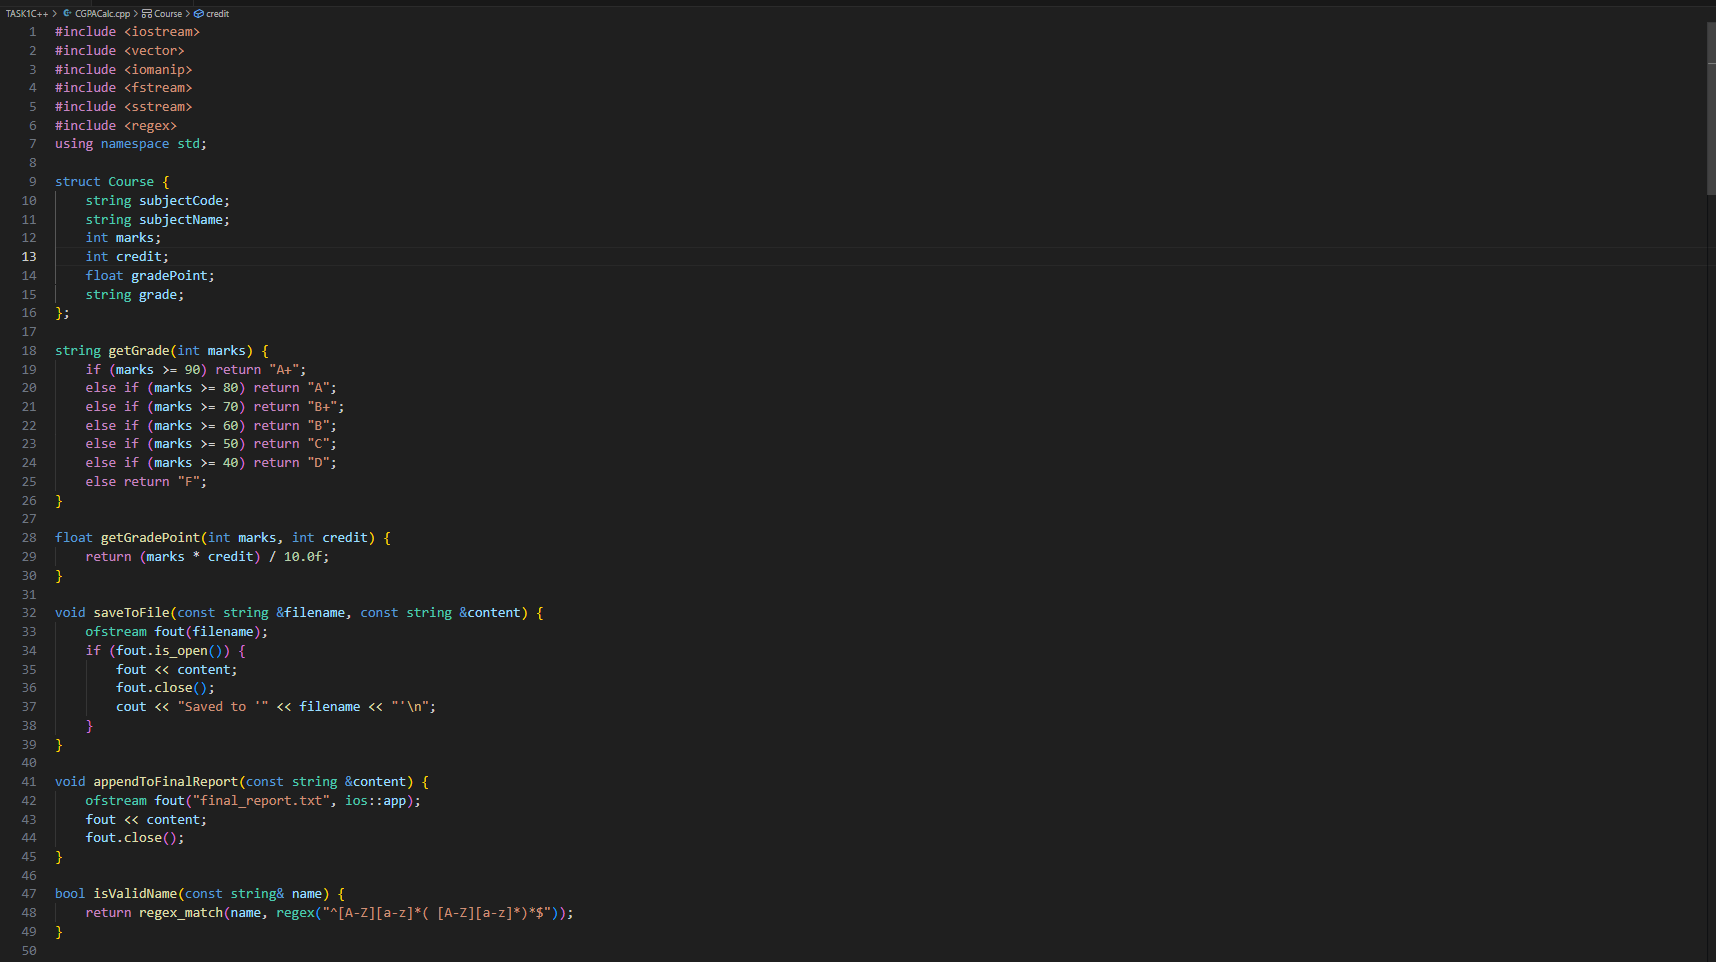 TASK1C++ > CGPACalc.cpp > Course > credit
1 #include <iostream>
2 #include <vector>
3 #include <iomanip>
4 #include <fstream>
5 #include <sstream>
6 #include <regex>
7 using namespace std;
8
9 struct Course {
10     string subjectCode;
11     string subjectName;
12     int marks;
13     int credit;
14     float gradePoint;
15     string grade;
16 };
17
18 string getGrade(int marks) {
19     if (marks >= 90) return "A+";
20     else if (marks >= 80) return "A";
21     else if (marks >= 70) return "B+";
22     else if (marks >= 60) return "B";
23     else if (marks >= 50) return "C";
24     else if (marks >= 40) return "D";
25     else return "F";
26 }
27
28 float getGradePoint(int marks, int credit) {
29     return (marks * credit) / 10.0f;
30 }
31
32 void saveToFile(const string &filename, const string &content) {
33     ofstream fout(filename);
34     if (fout.is_open()) {
35         fout << content;
36         fout.close();
37         cout << "Saved to '" << filename << "'\n";
38     }
39 }
40
41 void appendToFinalReport(const string &content) {
42     ofstream fout("final_report.txt", ios::app);
43     fout << content;
44     fout.close();
45 }
46
47 bool isValidName(const string& name) {
48     return regex_match(name, regex("^[A-Z][a-z]*( [A-Z][a-z]*)*$"));
49 }
50